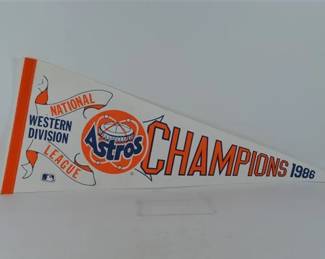 NATIONAL
WESTERN
DIVISION
LEAGUE
Astros
CHAMPIONS 1986